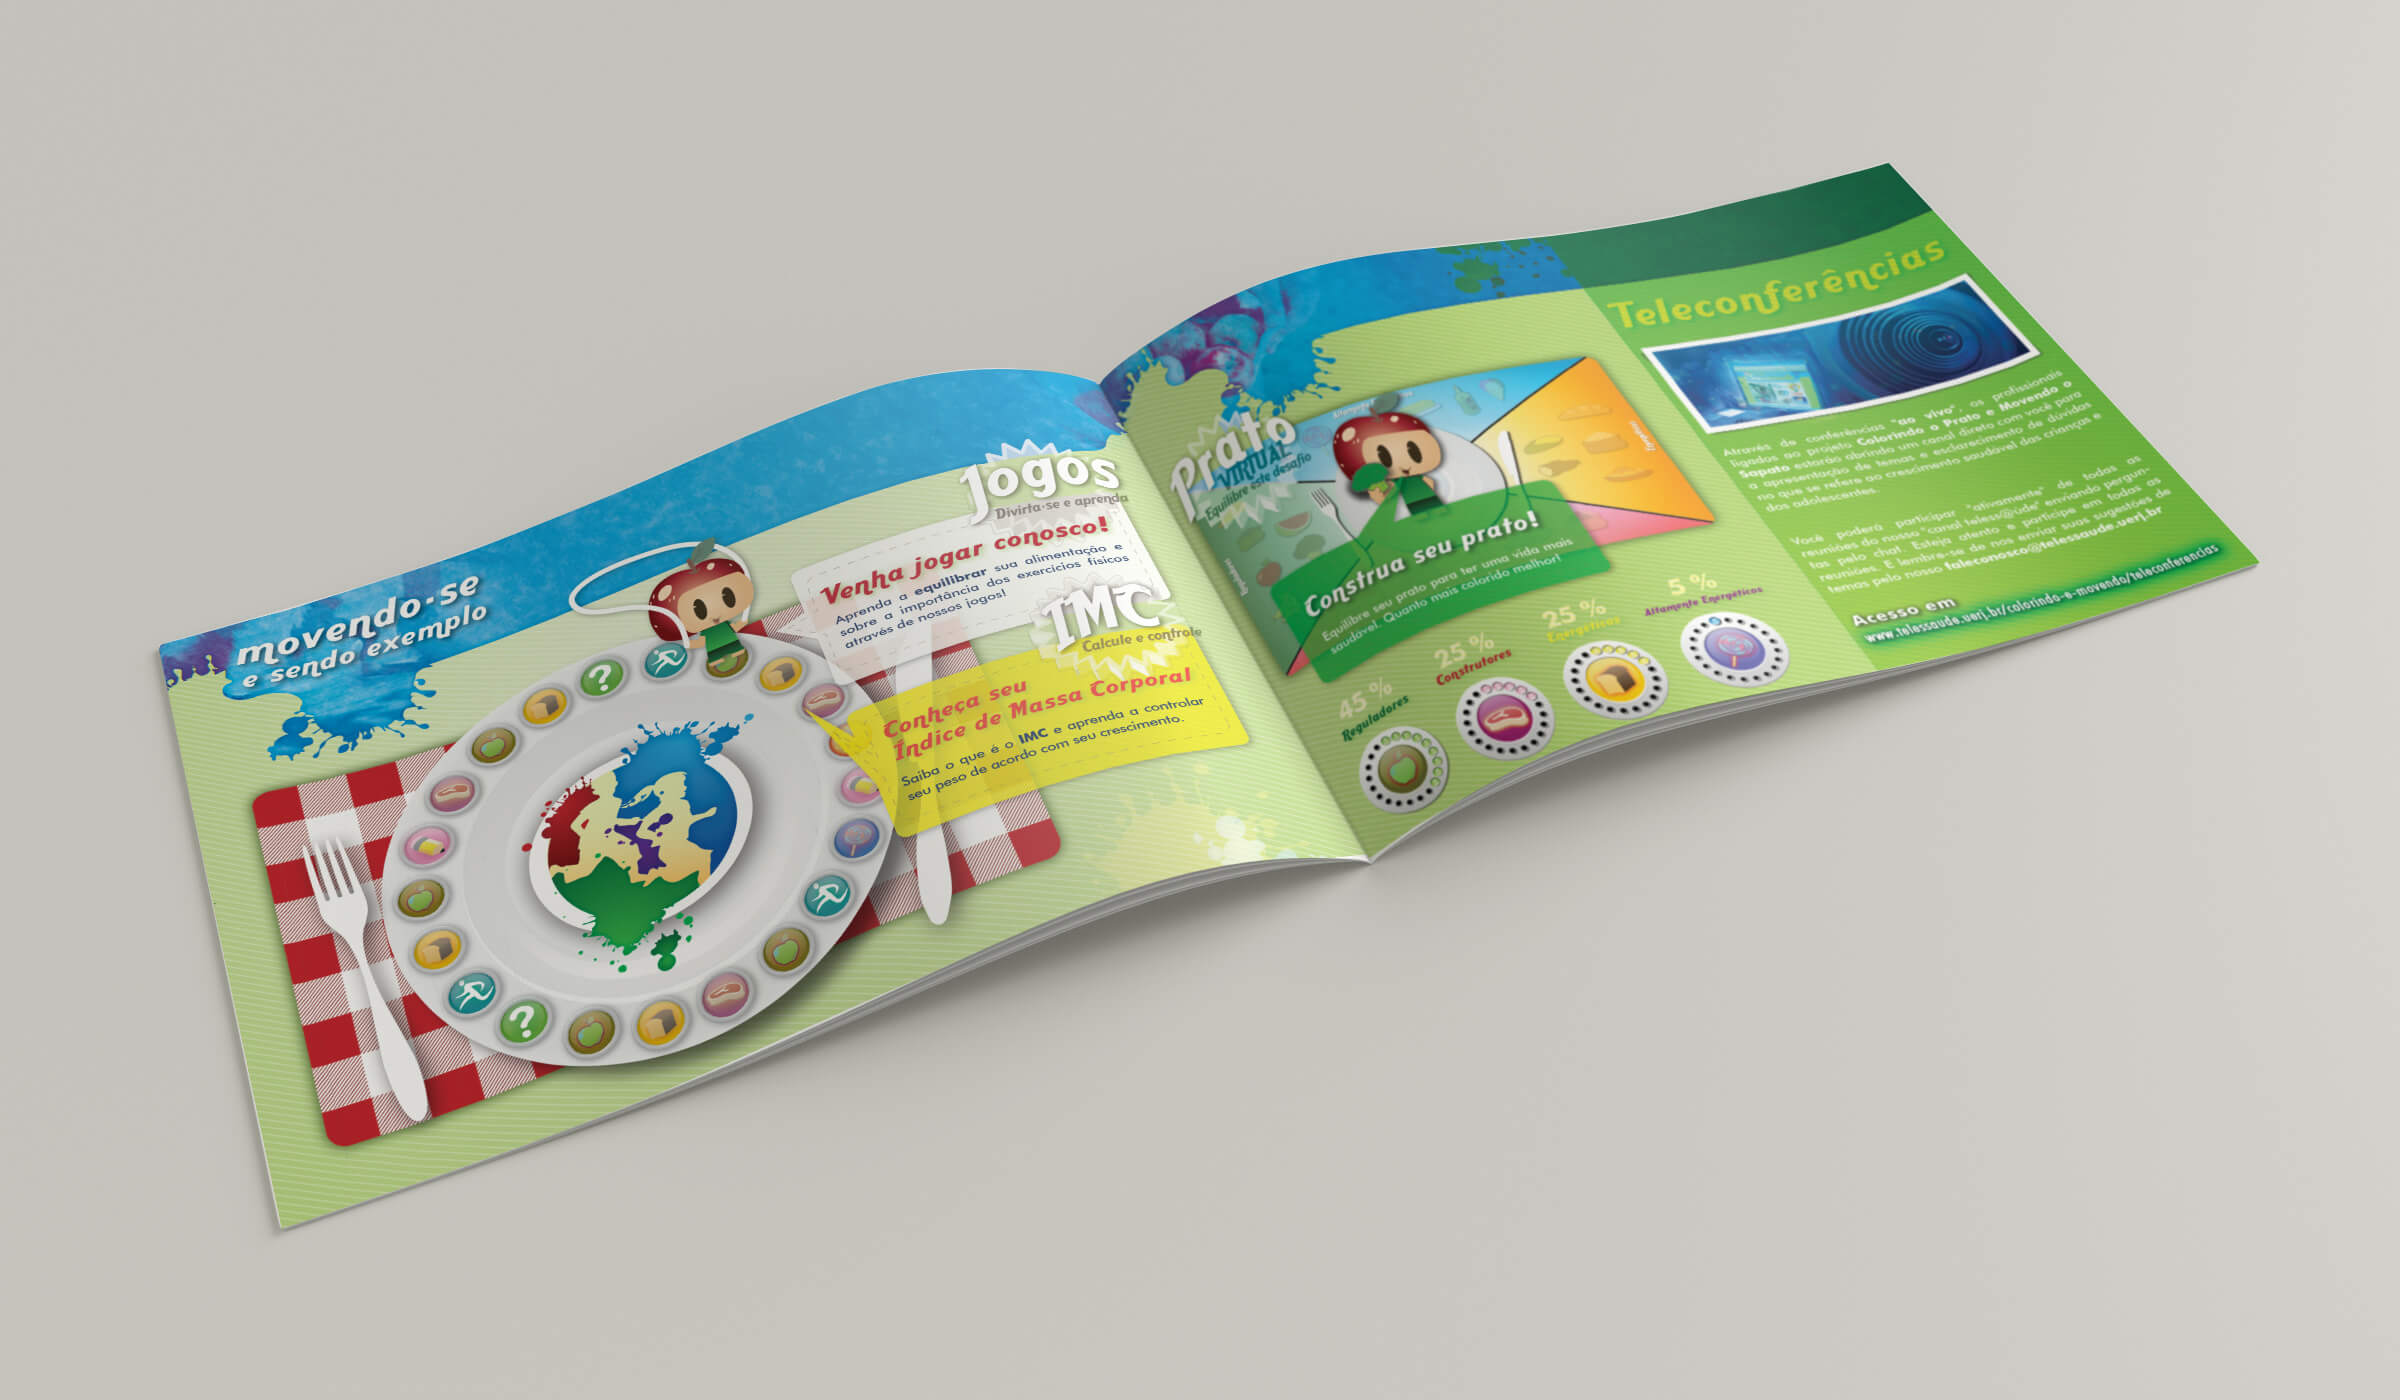 movendo-se
e sendo exemplo
?
?
Jogos
Divirta-se e aprenda
Venha jogar conosco!
Aprenda a equilibrar sua alimentação e
sobre a importância dos exercícios físicos
através de nossos jogos!
IMC
Calcule e controle
Conheça seu
Índice de Massa Corporal
Saiba o que é o IMC e aprenda a controlar
seu peso de acordo com seu crescimento.
Prato
VIRTUAL
Equilibre este desafio
Construa seu prato!
Equilibre seu prato para ter uma vida mais
saudavel. Quanto mais colorido melhor!
45 %
Reguladores
25 %
Construtores
25 %
Energéticos
5 %
Altamente Energéticos
Teleconferências
Através de conferências "ao vivo", os profissionais
ligados ao projeto Colorindo o Prato e Movendo o
Sapato estarão abrindo um canal direto com você para
a apresentação de temas e esclarecimento de dúvidas
no que se refere ao crescimento saudável das crianças e
dos adolescentes.
Você poderá participar "ativamente" de todas as
reuniões do nosso "canal teless@úde" enviando pergun-
tas pelo chat. Esteja atento e participe em todas as
reuniões. E lembre-se de nos enviar suas sugestões de
temas pelo nosso faleconosco@telessaude.uerj.br
Acesso em
www.telessaude.uerj.br/colorindo-e-movendo/teleconferencias